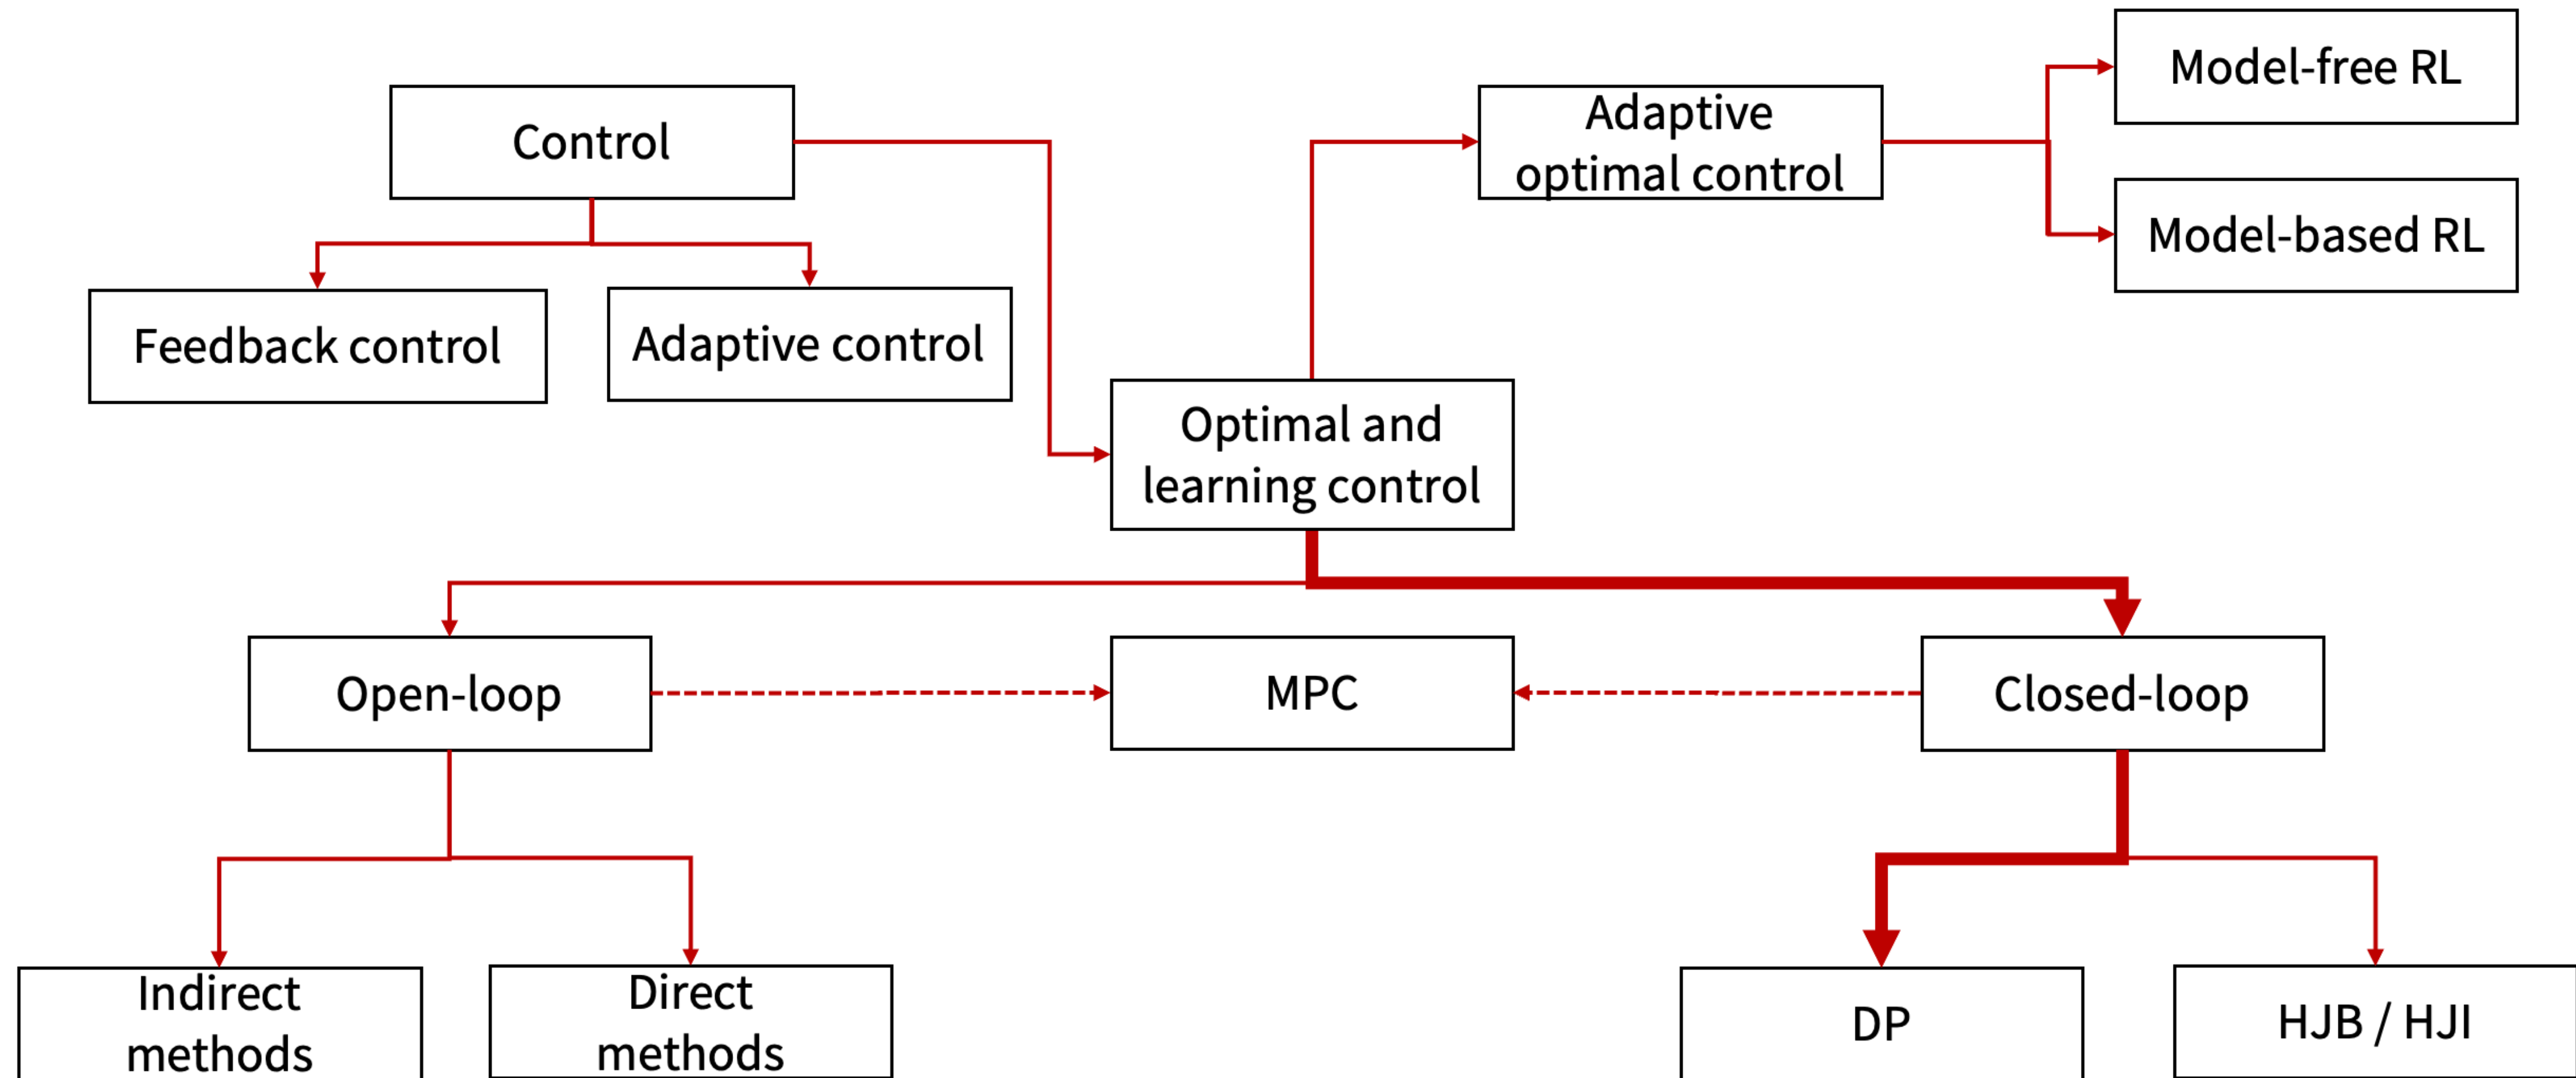 Model-free RL
Control
Adaptive
optimal control
Model-based RL
Feedback control
Adaptive control
Optimal and
learning control
Open-loop
MPC
Closed-loop
Indirect
methods
Direct
methods
DP
HJB / HJI